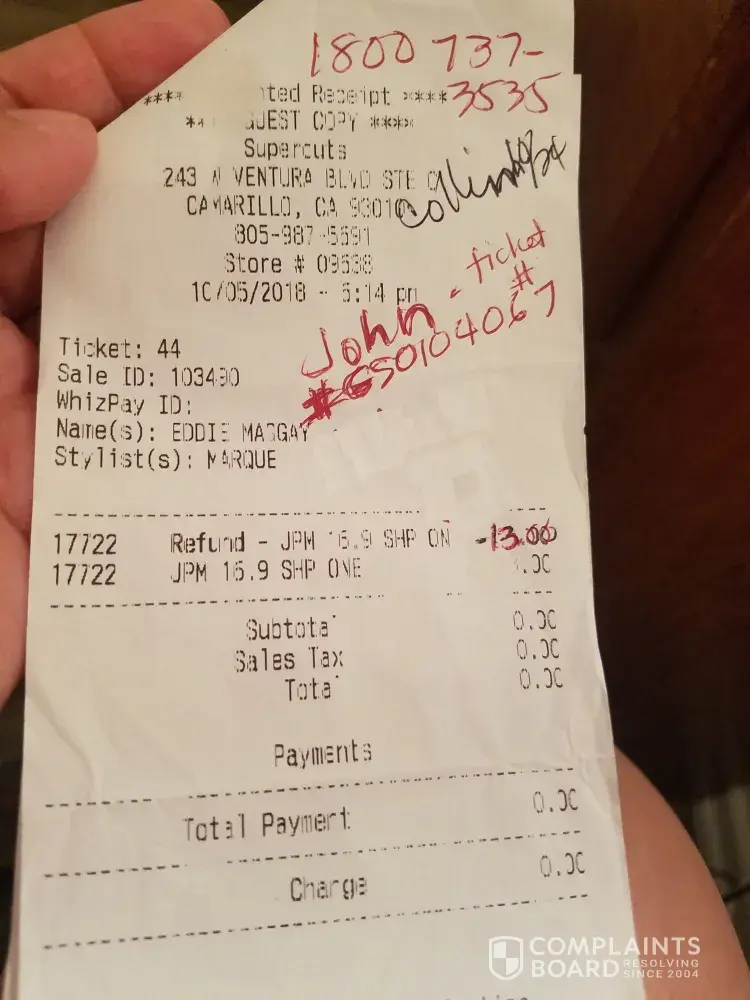 1800 737-
3535
**** ted Receipt ****
** UEST COPY ****
Supercuts
243 W VENTURA BLVD STE
CAMARILLO, CA 93010
805-987-5591
Store # 09538
10/05/2018 - 5:14 pm
ticket
#
John -
#GS0104067
Ticket: 44
Sale ID: 103490
WhizPay ID:
Name(s): EDDIE MAGGAY
Stylist(s): MARQUE
17722 Refund - JPM 16.9 SHP ON -13.00
17722 JPM 16.9 SHP ONE .00
Subtotal 0.00
Sales Tax 0.00
Total 0.00
Payments
Total Payment 0.00
Charge 0.00
COMPLAINTS
BOARD RESOLVING
SINCE 2004